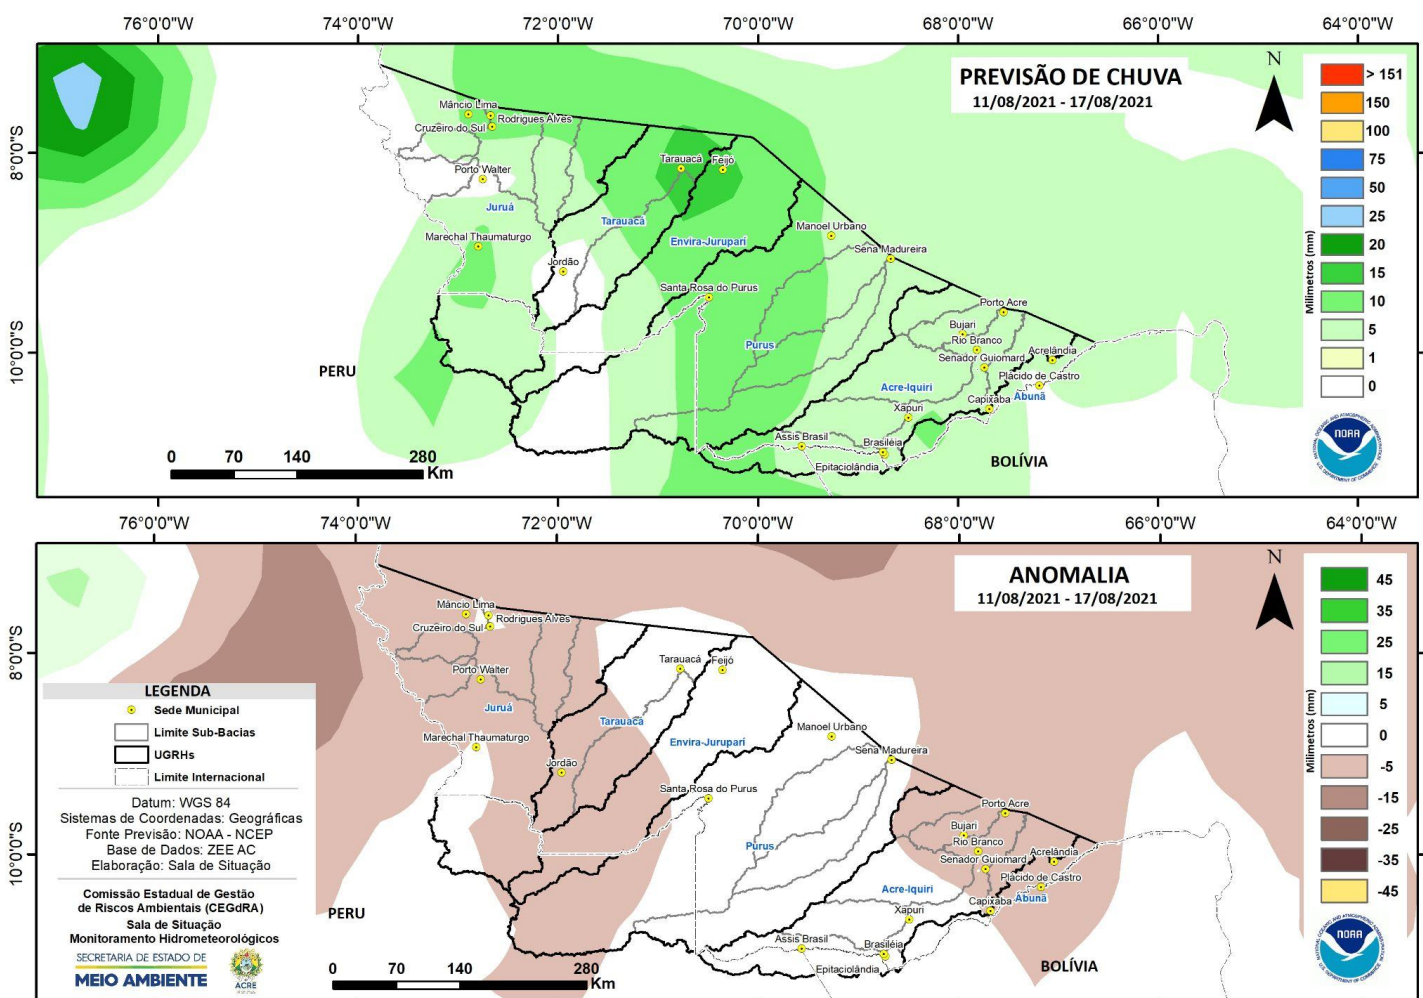 76°0'0"W
74°0'0"W
72°0'0"W
70°0'0"W
68°0'0"W
66°0'0"W
64°0'0"W
PREVISÃO DE CHUVA
11/08/2021 - 17/08/2021
N
8°0'0"S
10°0'0"S
Mâncio Lima
Rodrigues Alves
Cruzeiro do Sul
Porto Walter
Juruá
Marechal Thaumaturgo
Jordão
Tarauacá
Feijó
Tarauacá
Envira-Jurupari
Manoel Urbano
Sena Madureira
Santa Rosa do Purus
Purus
Porto Acre
Bujari
Rio Branco
Senador Guiomard
Acrelândia
Plácido de Castro
Abunã
Acre-Iquiri
Capixaba
Xapuri
Assis Brasil
Brasiléia
Epitaciolândia
PERU
BOLÍVIA
0 70 140 280
Km
Milímetros (mm)
> 151
150
100
75
50
25
20
15
10
5
1
0
NOAA
76°0'0"W
74°0'0"W
72°0'0"W
70°0'0"W
68°0'0"W
66°0'0"W
64°0'0"W
ANOMALIA
11/08/2021 - 17/08/2021
N
8°0'0"S
10°0'0"S
Mâncio Lima
Rodrigues Alves
Cruzeiro do Sul
Porto Walter
Juruá
Marechal Thaumaturgo
Jordão
Tarauacá
Feijó
Tarauacá
Envira-Jurupari
Manoel Urbano
Sena Madureira
Santa Rosa do Purus
Purus
Porto Acre
Bujari
Rio Branco
Senador Guiomard
Acrelândia
Plácido de Castro
Abunã
Acre-Iquiri
Capixaba
Xapuri
Assis Brasil
Brasiléia
Epitaciolândia
PERU
BOLÍVIA
0 70 140 280
Km
Milímetros (mm)
45
35
25
15
5
0
-5
-15
-25
-35
-45
NOAA
LEGENDA
Sede Municipal
Limite Sub-Bacias
UGRHs
Limite Internacional
Datum: WGS 84
Sistemas de Coordenadas: Geográficas
Fonte Previsão: NOAA - NCEP
Base de Dados: ZEE AC
Elaboração: Sala de Situação
Comissão Estadual de Gestão
de Riscos Ambientais (CEGdRA)
Sala de Situação
Monitoramento Hidrometeorológicos
SECRETARIA DE ESTADO DE
MEIO AMBIENTE
ACRE